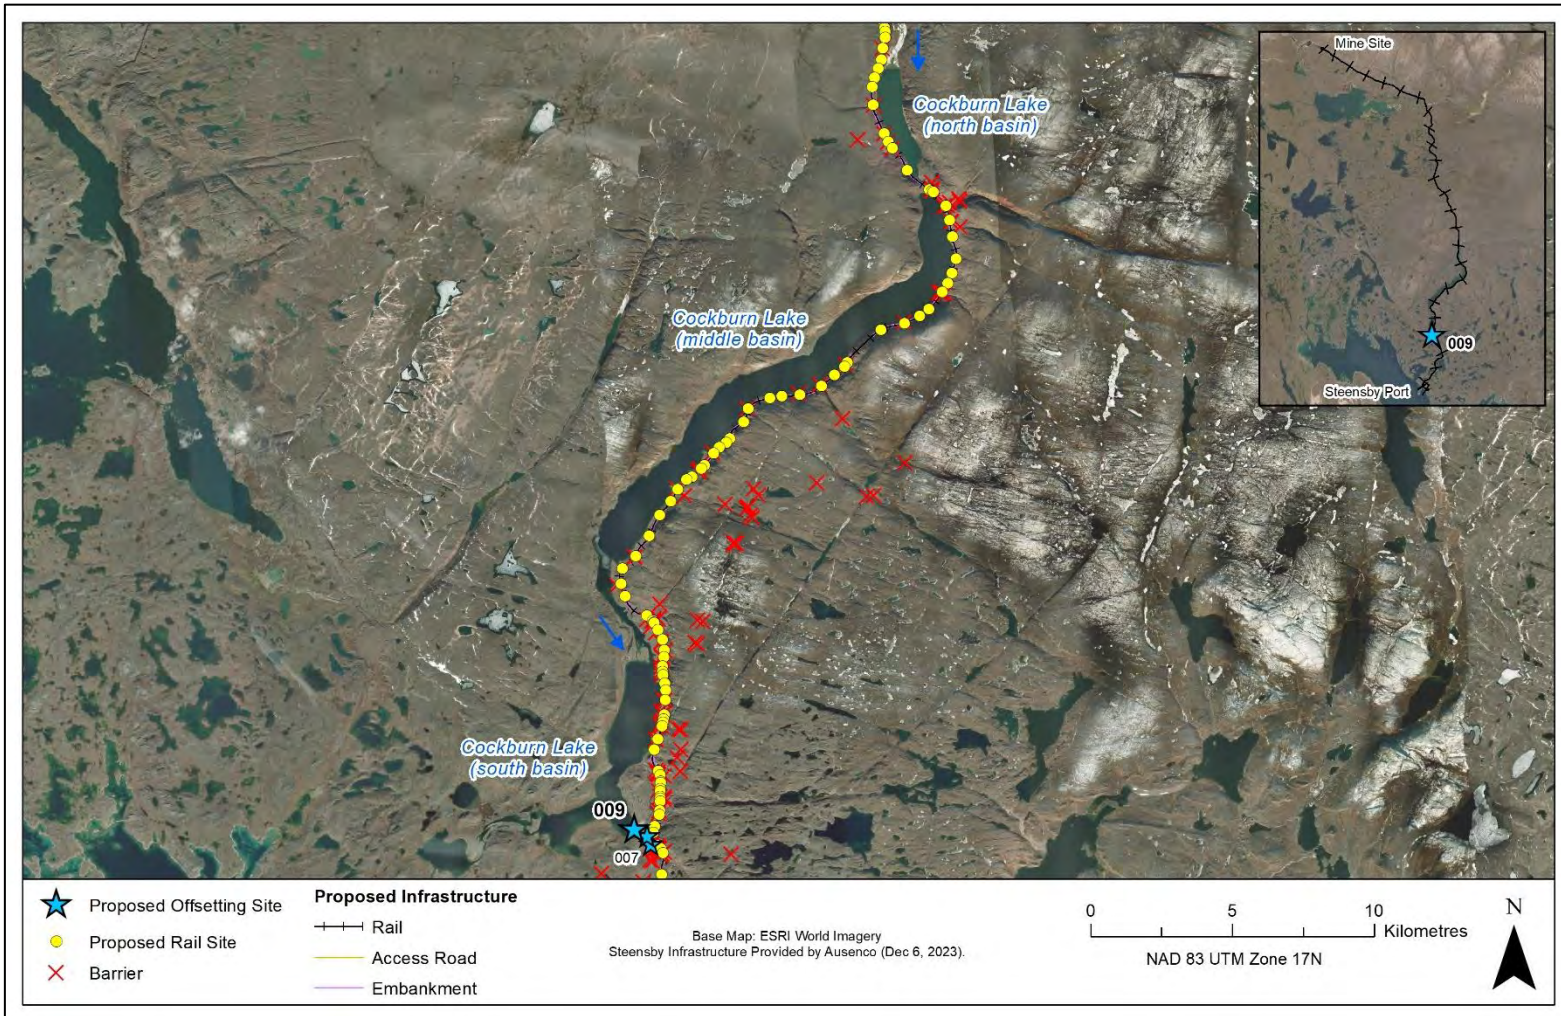 Mine Site
009
Steensby Port
Cockburn Lake
(north basin)
Cockburn Lake
(middle basin)
Cockburn Lake
(south basin)
009
007
Proposed Offsetting Site
Proposed Rail Site
Barrier
Proposed Infrastructure
Rail
Access Road
Embankment
Base Map: ESRI World Imagery
Steensby Infrastructure Provided by Ausenco (Dec 6, 2023).
0 5 10
Kilometres
NAD 83 UTM Zone 17N
N